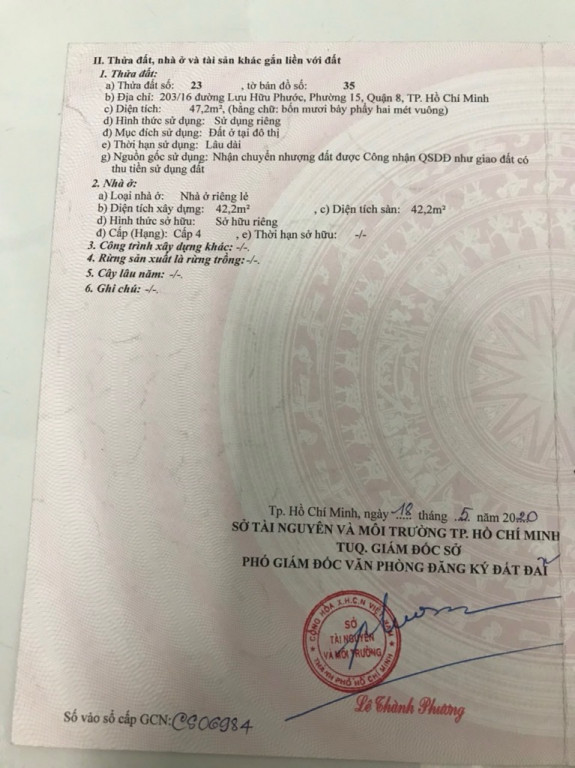 II. Thửa đất, nhà ở và tài sản khác gắn liền với đất
1. Thửa đất:
a) Thửa đất số: 23 , tờ bản đồ số: 35
b) Địa chỉ: 203/16 đường Lưu Hữu Phước, Phường 15, Quận 8, TP. Hồ Chí Minh
c) Diện tích: 47,2m², (bằng chữ: bốn mươi bảy phẩy hai mét vuông)
d) Hình thức sử dụng: Sử dụng riêng
đ) Mục đích sử dụng: Đất ở tại đô thị
e) Thời hạn sử dụng: Lâu dài
g) Nguồn gốc sử dụng: Nhận chuyển nhượng đất được Công nhận QSDĐ như giao đất có
thu tiền sử dụng đất
2. Nhà ở:
a) Loại nhà ở: Nhà ở riêng lẻ
b) Diện tích xây dựng: 42,2m² , c) Diện tích sàn: 42,2m²
d) Hình thức sở hữu: Sở hữu riêng
đ) Cấp (Hạng): Cấp 4 , e) Thời hạn sở hữu: -/-
3. Công trình xây dựng khác: -/-.
4. Rừng sản xuất là rừng trồng: -/-.
5. Cây lâu năm: -/-.
6. Ghi chú: -/-.
Tp. Hồ Chí Minh, ngày 18 tháng 5 năm 2020
SỞ TÀI NGUYÊN VÀ MÔI TRƯỜNG TP. HỒ CHÍ MINH
TUQ. GIÁM ĐỐC SỞ
PHÓ GIÁM ĐỐC VĂN PHÒNG ĐĂNG KÝ ĐẤT ĐAI
CỘNG HÒA X.H.C.N VIỆT NAM
SỞ
TÀI NGUYÊN
VÀ MÔI TRƯỜNG
THÀNH PHỐ HỒ CHÍ MINH
Lê Thành Phương
Số vào sổ cấp GCN: CS06984